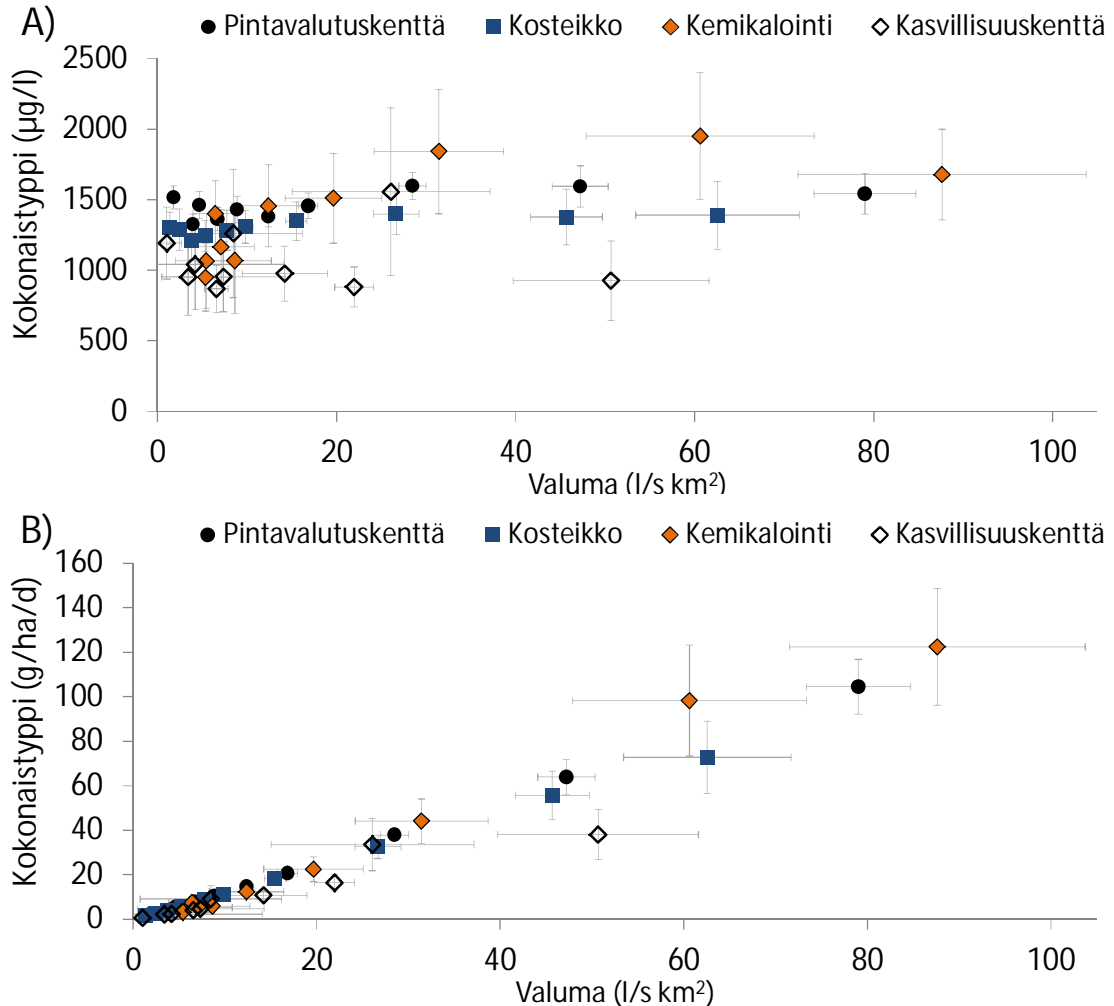 A)
Pintavalutuskenttä Kosteikko Kemikalointi Kasvillisuuskenttä
Kokonaistyppi (µg/l)
2500
2000
1500
1000
500
0
0 20 40 60 80 100
Valuma (l/s km²)
B)
Pintavalutuskenttä Kosteikko Kemikalointi Kasvillisuuskenttä
Kokonaistyppi (g/ha/d)
160
140
120
100
80
60
40
20
0
0 20 40 60 80 100
Valuma (l/s km²)